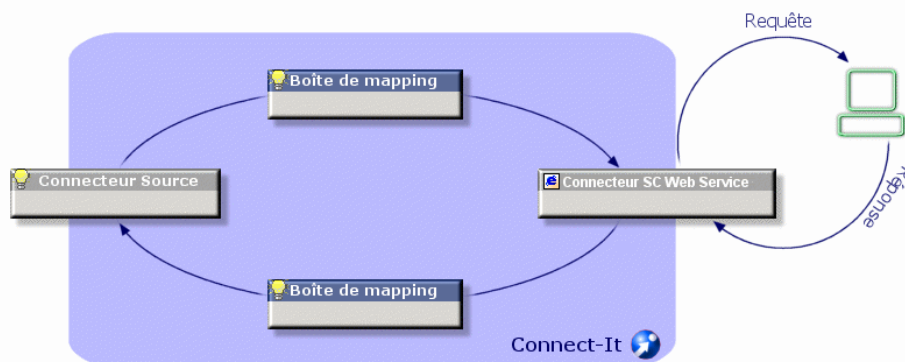 Requête
Boîte de mapping
Connecteur Source
Connecteur SC Web Service
Réponse
Boîte de mapping
Connect-It